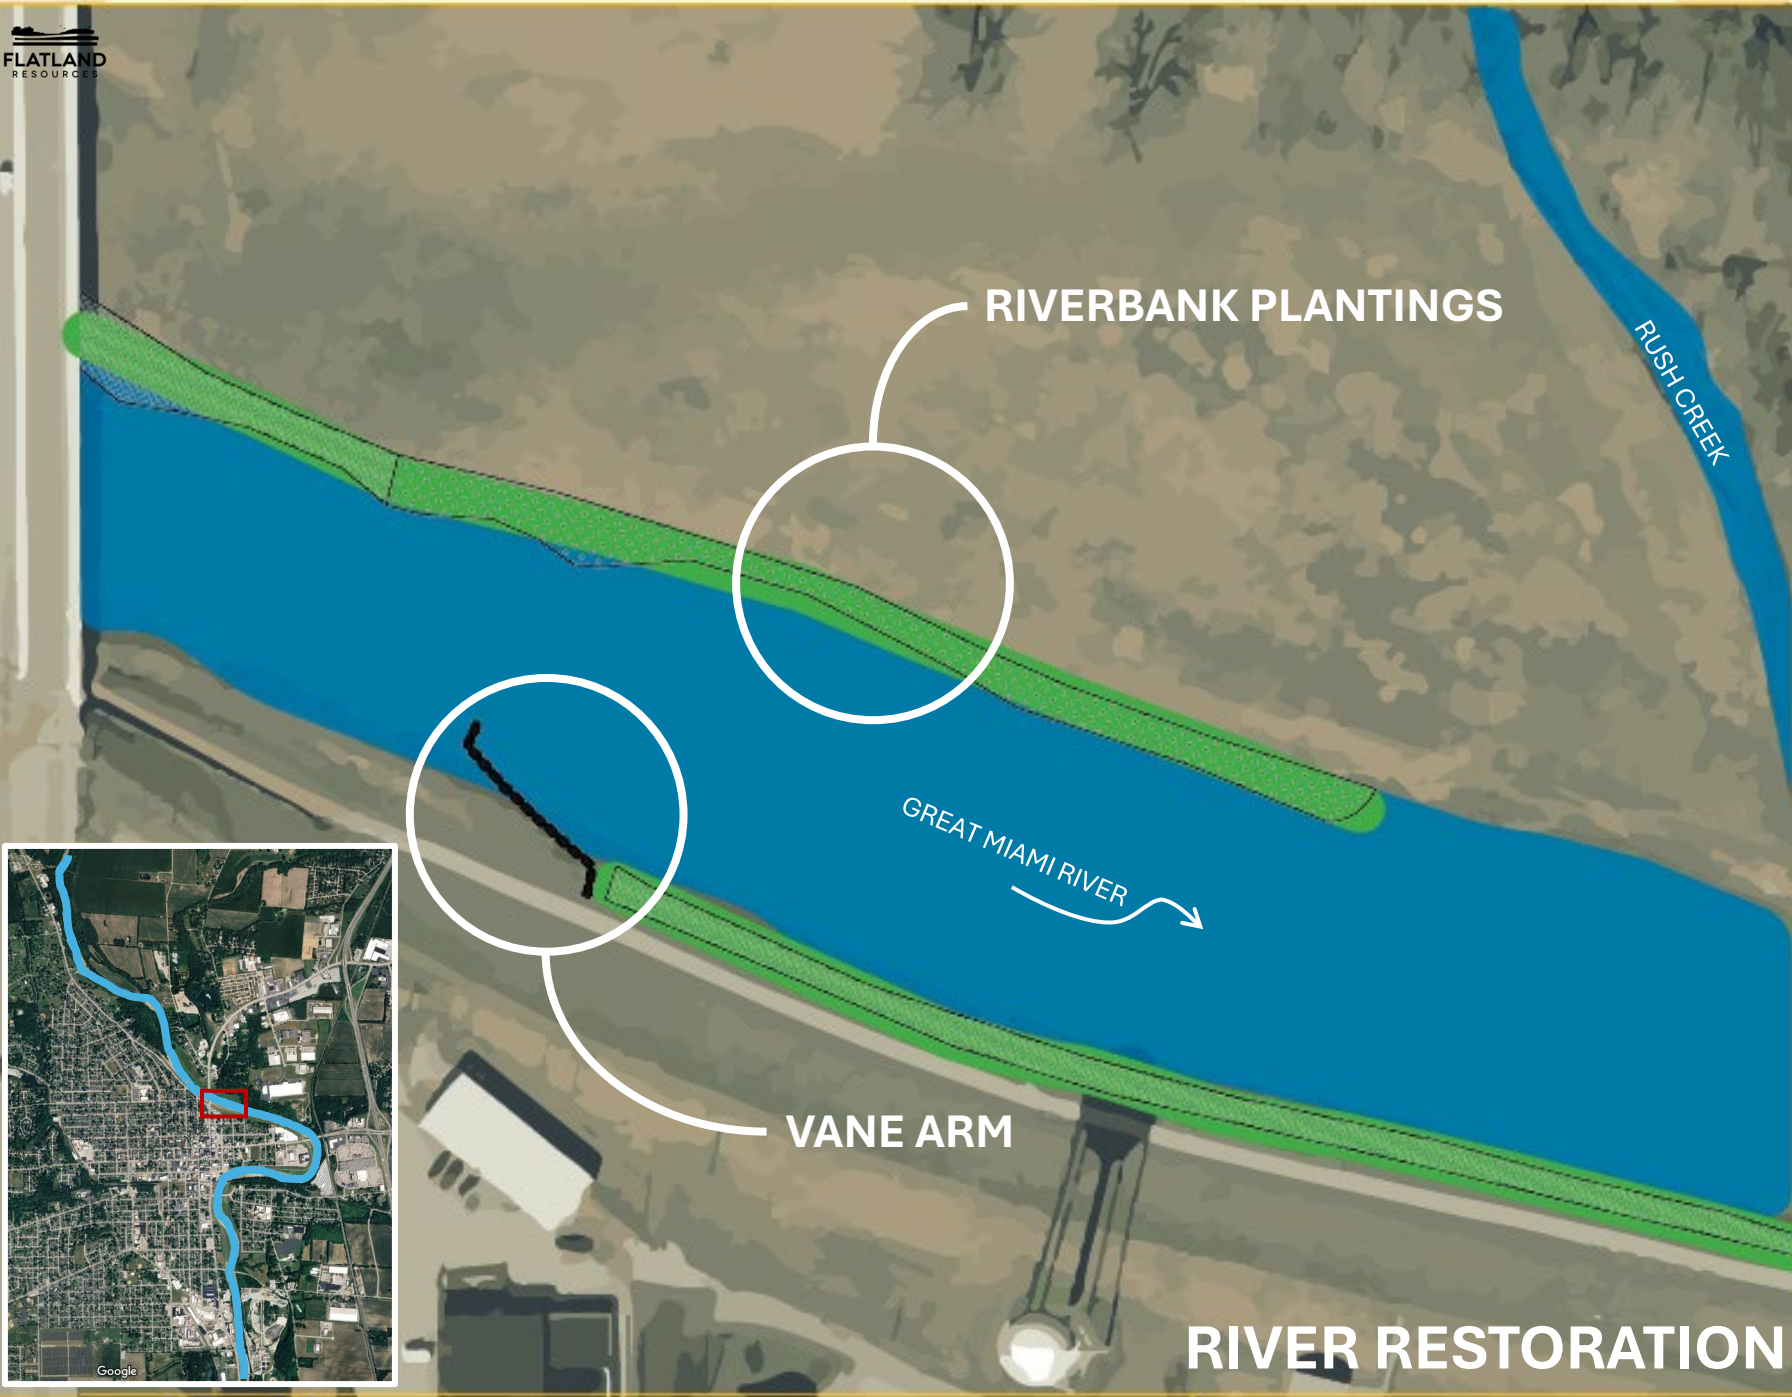 FLATLAND
RESOURCES
RIVERBANK PLANTINGS
RUSH CREEK
GREAT MIAMI RIVER
VANE ARM
RIVER RESTORATION
Google